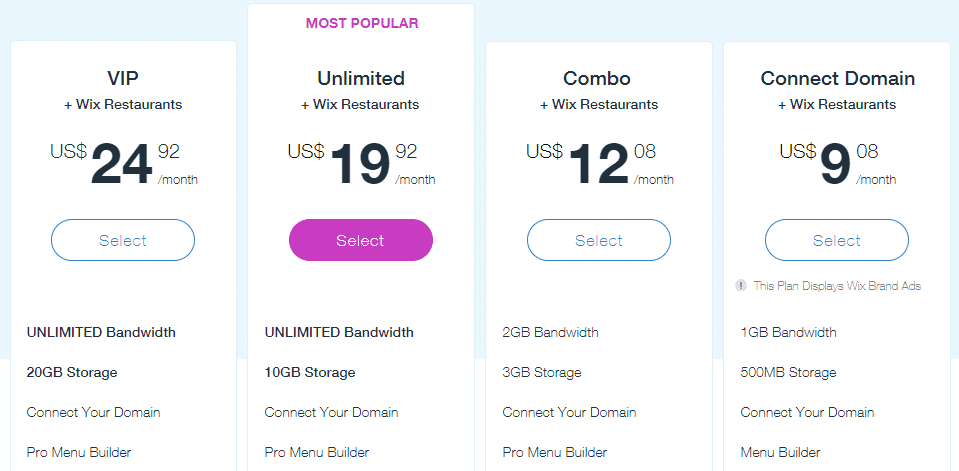 MOST POPULAR
VIP
+ Wix Restaurants
US$ 24 92
/month
Select
UNLIMITED Bandwidth
20GB Storage
Connect Your Domain
Pro Menu Builder
Unlimited
+ Wix Restaurants
US$ 19 92
/month
Select
UNLIMITED Bandwidth
10GB Storage
Connect Your Domain
Pro Menu Builder
Combo
+ Wix Restaurants
US$ 12 08
/month
Select
2GB Bandwidth
3GB Storage
Connect Your Domain
Pro Menu Builder
Connect Domain
+ Wix Restaurants
US$ 9 08
/month
Select
! This Plan Displays Wix Brand Ads
1GB Bandwidth
500MB Storage
Connect Your Domain
Menu Builder